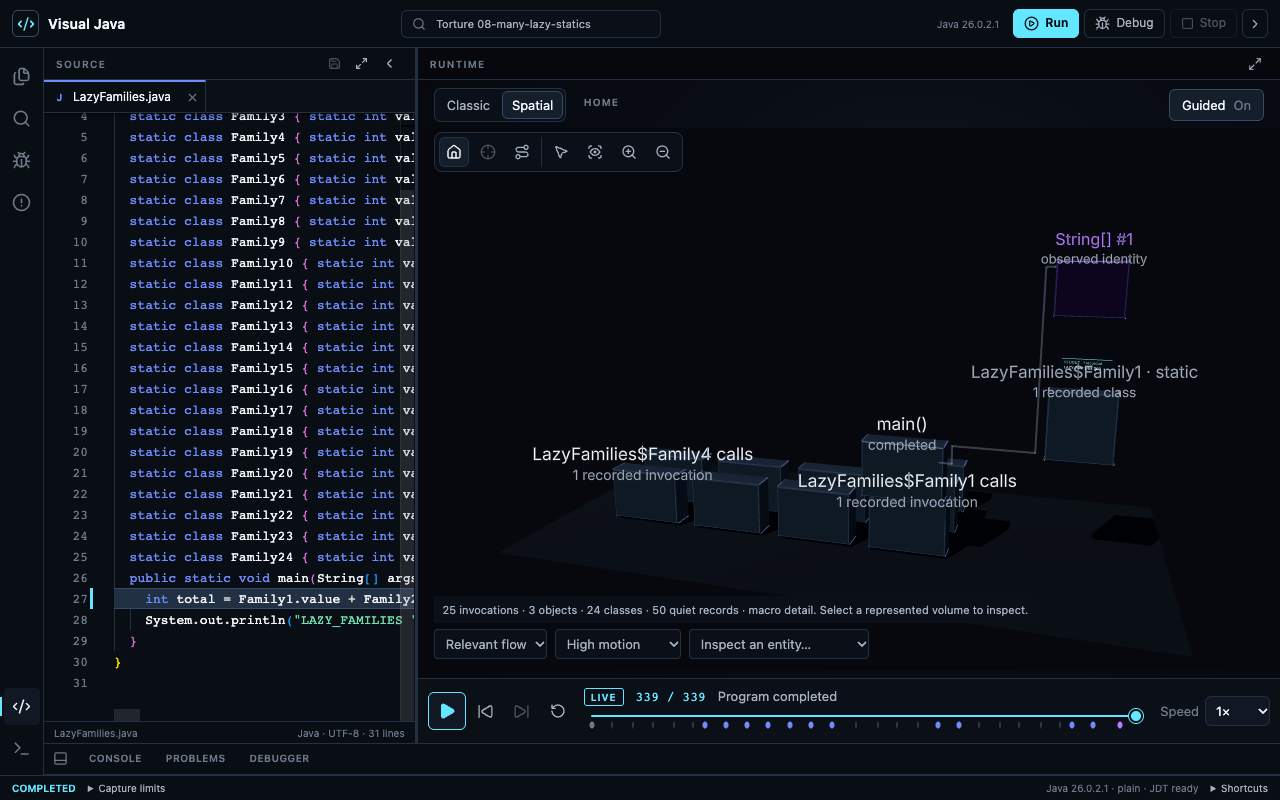 Visual Java
Torture 08-many-lazy-statics
Java 26.0.2.1
Run
Debug
Stop
SOURCE
RUNTIME
J LazyFamilies.java
Classic
Spatial
HOME
Guided On
4 static class Family3 { static int val
5 static class Family4 { static int val
6 static class Family5 { static int val
7 static class Family6 { static int val
8 static class Family7 { static int val
9 static class Family8 { static int val
10 static class Family9 { static int val
11 static class Family10 { static int va
12 static class Family11 { static int va
13 static class Family12 { static int va
14 static class Family13 { static int va
15 static class Family14 { static int va
16 static class Family15 { static int va
17 static class Family16 { static int va
18 static class Family17 { static int va
19 static class Family18 { static int va
20 static class Family19 { static int va
21 static class Family20 { static int va
22 static class Family21 { static int va
23 static class Family22 { static int va
24 static class Family23 { static int va
25 static class Family24 { static int va
26 public static void main(String[] args
27 int total = Family1.value + Family2
28 System.out.println("LAZY_FAMILIES "
29 }
30 }
31
String[] #1
observed identity
LazyFamilies$Family1 · static
1 recorded class
main()
completed
LazyFamilies$Family4 calls
1 recorded invocation
LazyFamilies$Family1 calls
1 recorded invocation
25 invocations · 3 objects · 24 classes · 50 quiet records · macro detail. Select a represented volume to inspect.
Relevant flow
High motion
Inspect an entity...
LIVE 339 / 339 Program completed
Speed 1×
LazyFamilies.java
Java · UTF-8 · 31 lines
CONSOLE
PROBLEMS
DEBUGGER
COMPLETED
Capture limits
Java 26.0.2.1 · plain · JDT ready
Shortcuts